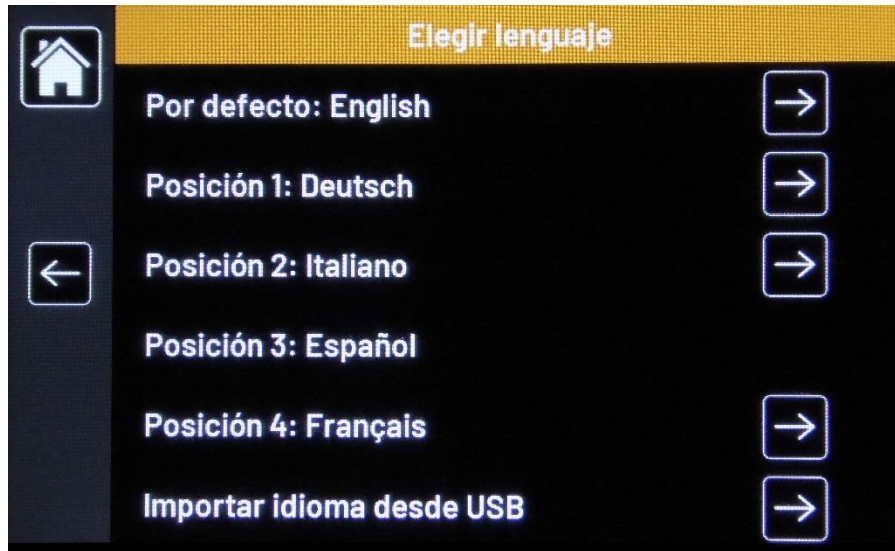 Elegir lenguaje
Por defecto: English
Posición 1: Deutsch
Posición 2: Italiano
Posición 3: Español
Posición 4: Français
Importar idioma desde USB